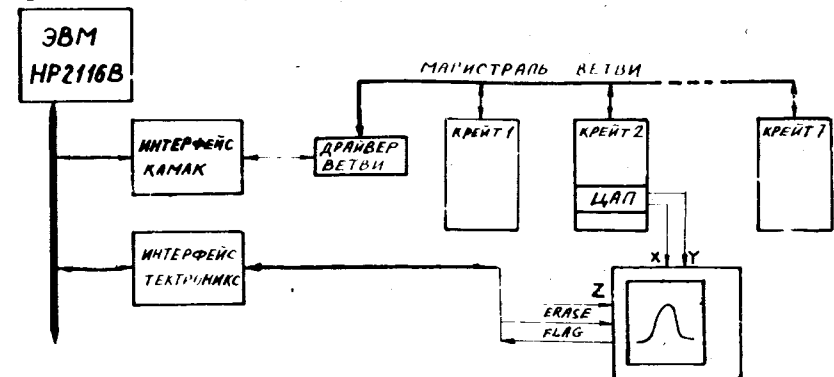 ЭВМ
HP2116B
МАГИСТРАЛЬ ВЕТВИ
ИНТЕРФЕЙС
КАМАК
ДРАЙВЕР
ВЕТВИ
КРЕЙТ 1
КРЕЙТ 2
КРЕЙТ 7
ЦАП
ИНТЕРФЕЙС
ТЕКТРОНИКС
X
Y
Z
ERASE
FLAG